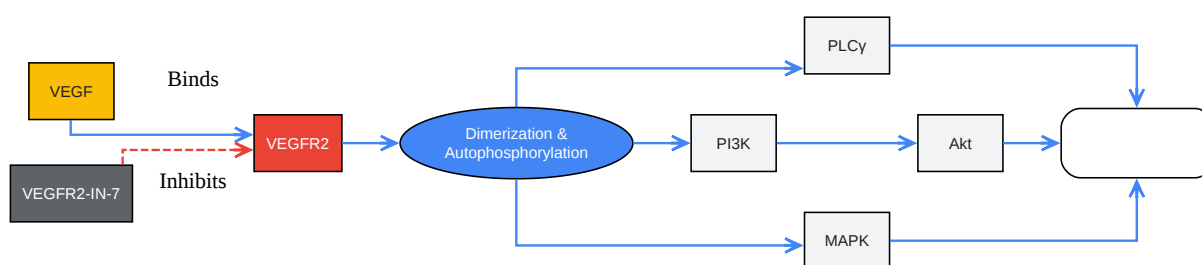 PLCγ
Binds
VEGF
VEGFR2
Dimerization &
Autophosphorylation
PI3K
Akt
VEGFR2-IN-7
Inhibits
MAPK